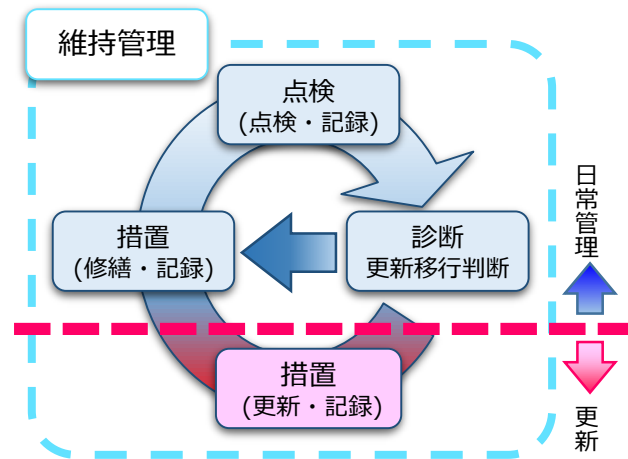 維持管理
点検
(点検・記録)
措置
(修繕・記録)
診断
更新移行判断
措置
(更新・記録)
日常管理
更新